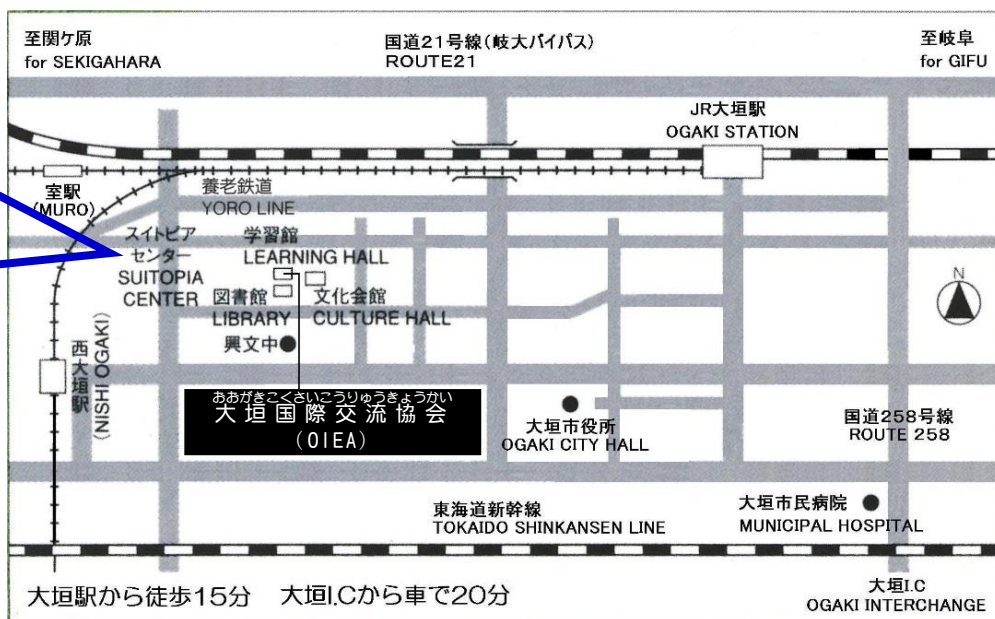 至関ケ原
for SEKIGAHARA
国道21号線(岐大バイパス)
ROUTE21
至岐阜
for GIFU
JR大垣駅
OGAKI STATION
室駅
(MURO)
養老鉄道
YORO LINE
スイトピア
センター
SUITOPIA
CENTER
学習館
LEARNING HALL
図書館
LIBRARY
文化会館
CULTURE HALL
N
興文中
西大垣駅
(NISHI OGAKI)
おおがきこくさいこうりゅうきょうかい
大垣国際交流協会
(OIEA)
大垣市役所
OGAKI CITY HALL
国道258号線
ROUTE 258
東海道新幹線
TOKAIDO SHINKANSEN LINE
大垣市民病院
MUNICIPAL HOSPITAL
大垣駅から徒歩15分 大垣I.Cから車で20分
大垣I.C
OGAKI INTERCHANGE